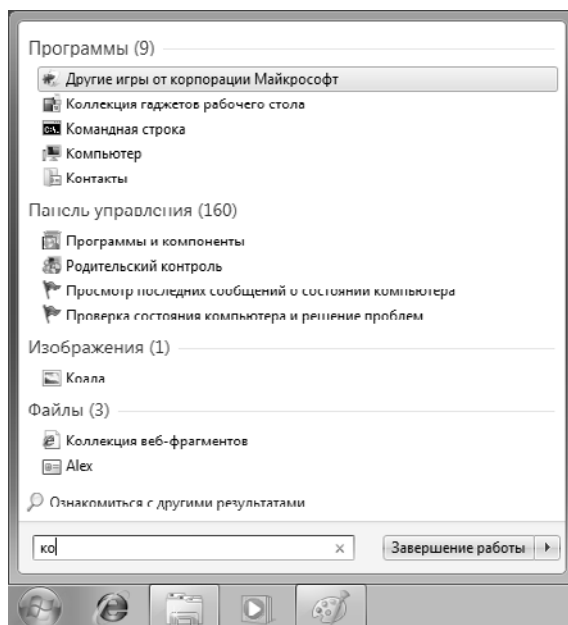 Программы (9)
Другие игры от корпорации Майкрософт
Коллекция гаджетов рабочего стола
Командная строка
Компьютер
Контакты
Панель управления (160)
Программы и компоненты
Родительский контроль
Просмотр последних сообщений о состоянии компьютера
Проверка состояния компьютера и решение проблем
Изображения (1)
Коала
Файлы (3)
Коллекция веб-фрагментов
Alex
Ознакомиться с другими результатами
ко
Завершение работы